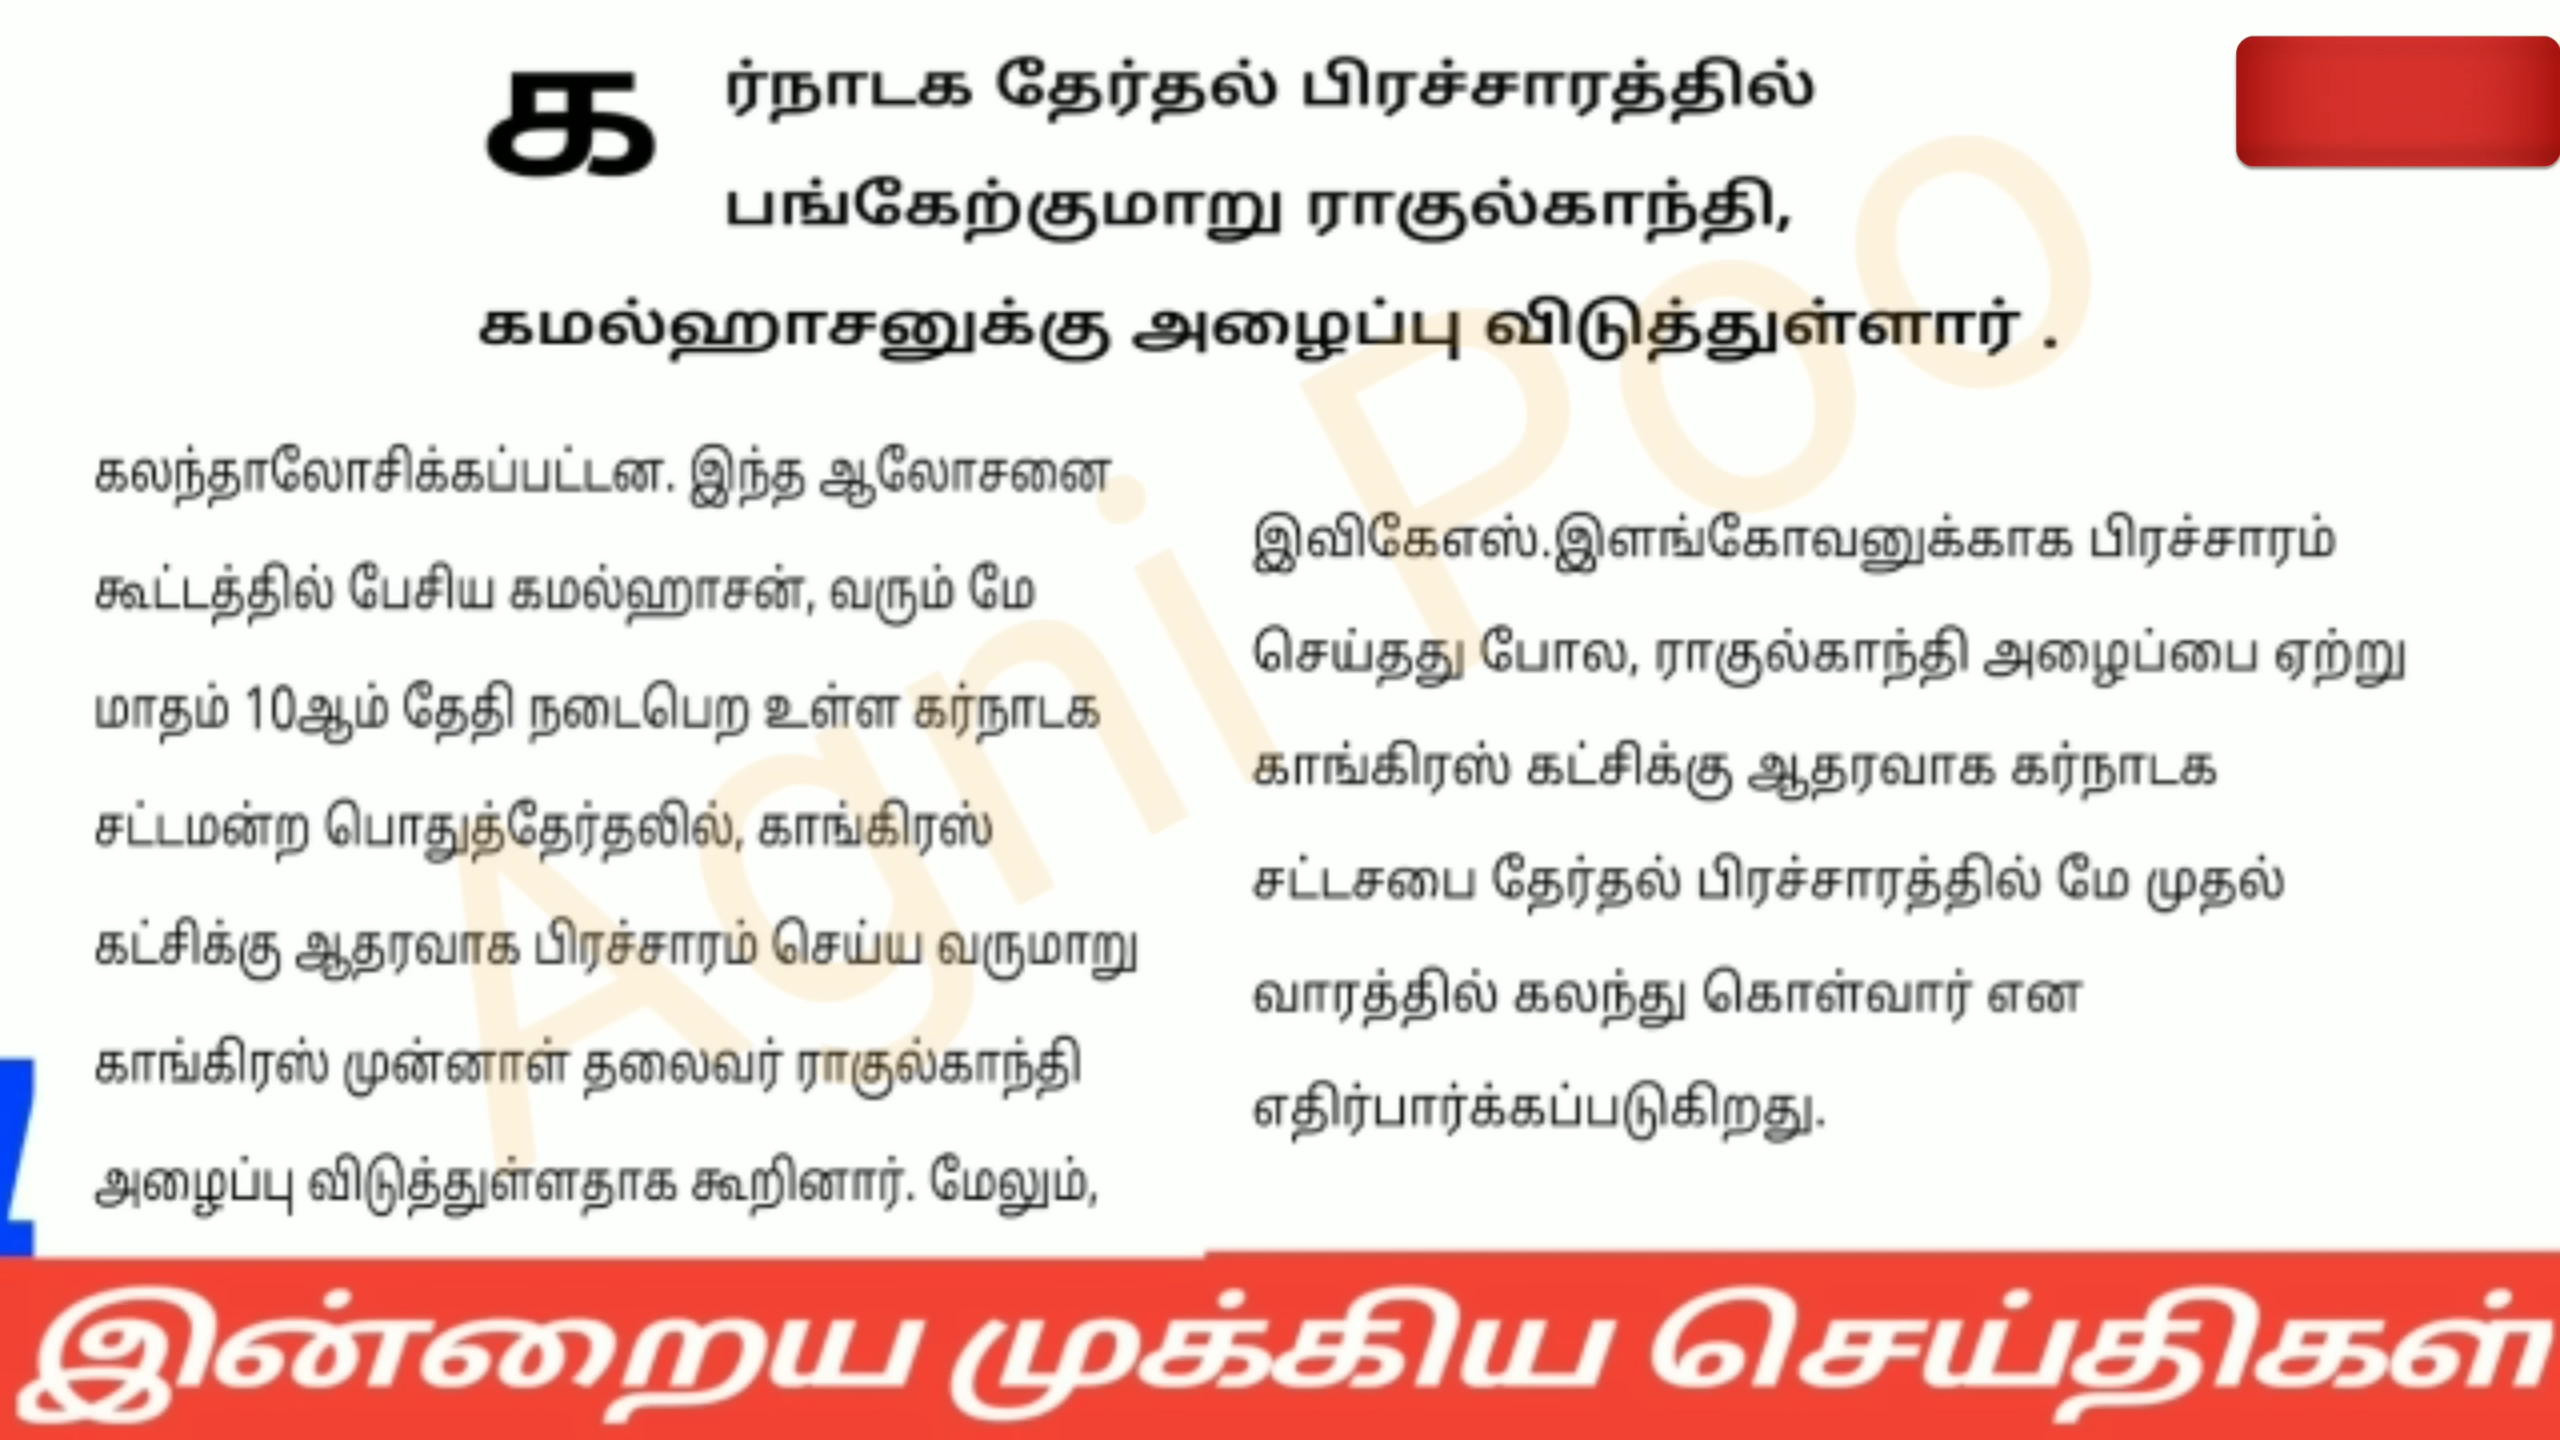 கர்நாடக தேர்தல் பிரச்சாரத்தில்
பங்கேற்குமாறு ராகுல்காந்தி,
கமல்ஹாசனுக்கு அழைப்பு விடுத்துள்ளார் .
கலந்தாலோசிக்கப்பட்டன. இந்த ஆலோசனை
கூட்டத்தில் பேசிய கமல்ஹாசன், வரும் மே
மாதம் 10ஆம் தேதி நடைபெற உள்ள கர்நாடக
சட்டமன்ற பொதுத்தேர்தலில், காங்கிரஸ்
கட்சிக்கு ஆதரவாக பிரச்சாரம் செய்ய வருமாறு
காங்கிரஸ் முன்னாள் தலைவர் ராகுல்காந்தி
அழைப்பு விடுத்துள்ளதாக கூறினார். மேலும்,
இவிகேஎஸ்.இளங்கோவனுக்காக பிரச்சாரம்
செய்தது போல, ராகுல்காந்தி அழைப்பை ஏற்று
காங்கிரஸ் கட்சிக்கு ஆதரவாக கர்நாடக
சட்டசபை தேர்தல் பிரச்சாரத்தில் மே முதல்
வாரத்தில் கலந்து கொள்வார் என
எதிர்பார்க்கப்படுகிறது.
Agni Poo
இன்றைய முக்கிய செய்திகள்